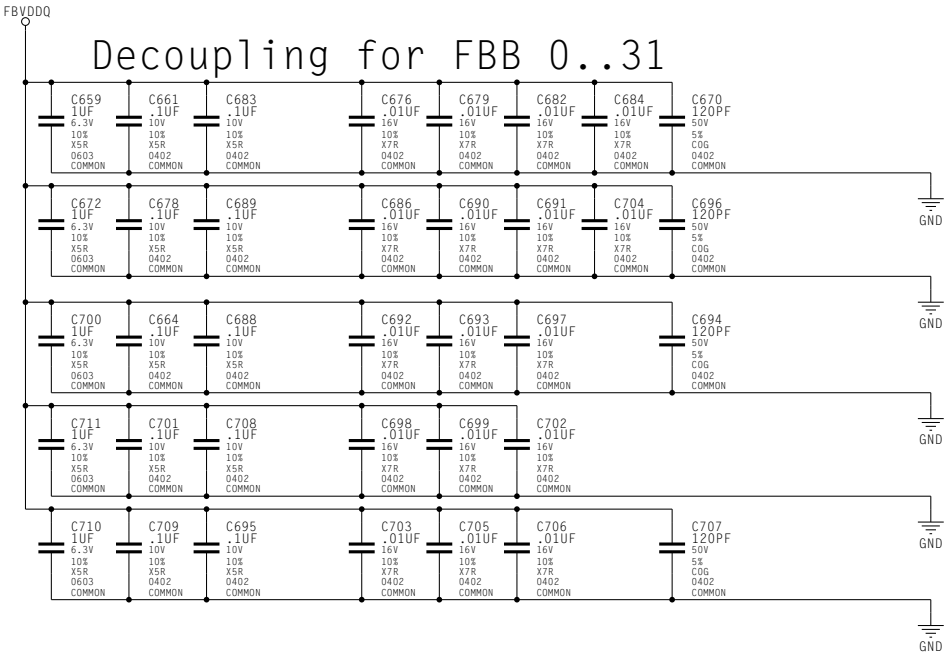 FBVDDQ
Decoupling for FBB 0..31
C659 C661 C683 C676 C679 C682 C684 C670
1UF .1UF .1UF .01UF .01UF .01UF .01UF 120PF
6.3V 10V 10V 16V 16V 16V 16V 50V
10% 10% 10% 10% 10% 10% 10% 5%
X5R X5R X5R X7R X7R X7R X7R COG
0603 0402 0402 0402 0402 0402 0402 0402
COMMON COMMON COMMON COMMON COMMON COMMON COMMON COMMON
C672 C678 C689 C686 C690 C691 C704 C696
1UF .1UF .1UF .01UF .01UF .01UF .01UF 120PF
GND
6.3V 10V 10V 16V 16V 16V 16V 50V
10% 10% 10% 10% 10% 10% 10% 5%
X5R X5R X5R X7R X7R X7R X7R COG
0603 0402 0402 0402 0402 0402 0402 0402
COMMON COMMON COMMON COMMON COMMON COMMON COMMON COMMON
C700 C664 C688 C692 C693 C697 C694
GND
1UF .1UF .1UF .01UF .01UF .01UF 120PF
6.3V 10V 10V 16V 16V 16V 50V
10% 10% 10% 10% 10% 10% 5%
X5R X5R X5R X7R X7R X7R COG
0603 0402 0402 0402 0402 0402 0402
COMMON COMMON COMMON COMMON COMMON COMMON COMMON
C711 C701 C708 C698 C699 C702
1UF .1UF .1UF .01UF .01UF .01UF
GND
6.3V 10V 10V 16V 16V 16V
10% 10% 10% 10% 10% 10%
X5R X5R X5R X7R X7R X7R
0603 0402 0402 0402 0402 0402
COMMON COMMON COMMON COMMON COMMON COMMON
C710 C709 C695 C703 C705 C706 C707
1UF .1UF .1UF .01UF .01UF .01UF 120PF
GND
6.3V 10V 10V 16V 16V 16V 50V
10% 10% 10% 10% 10% 10% 5%
X5R X5R X5R X7R X7R X7R COG
0603 0402 0402 0402 0402 0402 0402
COMMON COMMON COMMON COMMON COMMON COMMON COMMON
GND